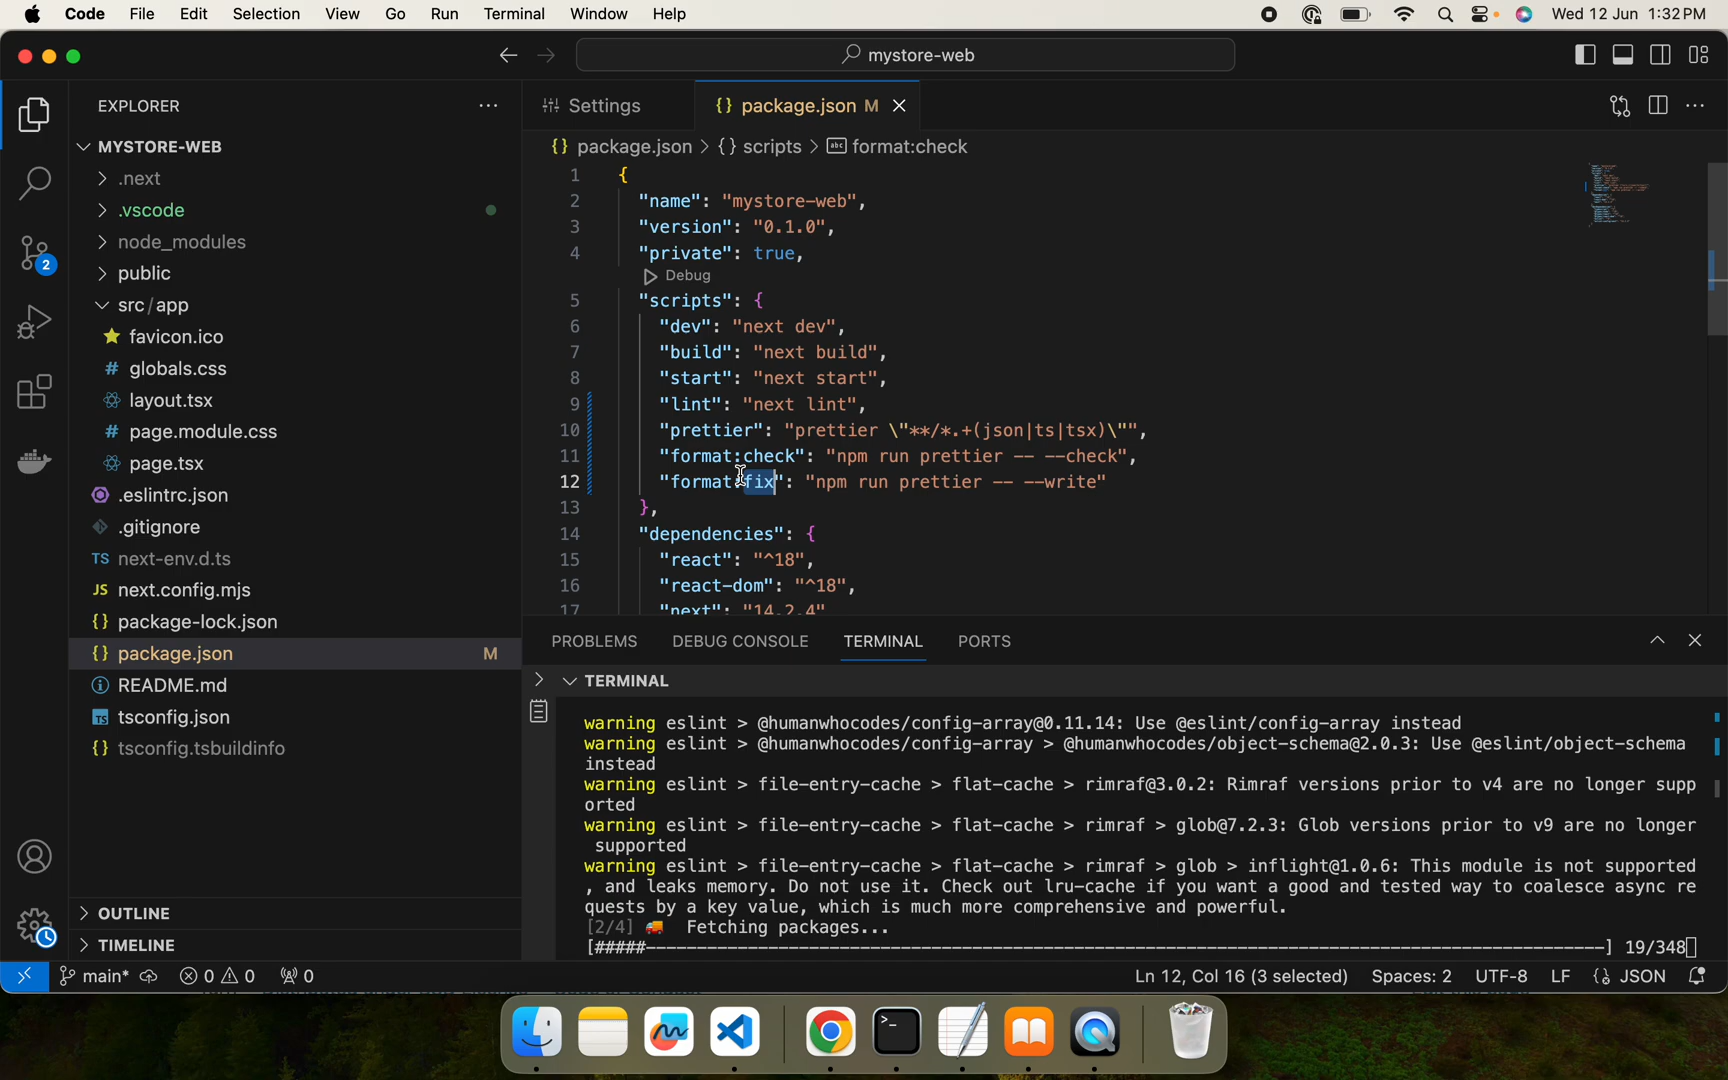 Code File Edit Selection View Go Run Terminal Window Help Wed 12 Jun 1:32 PM
mystore-web
EXPLORER
MYSTORE-WEB
.next
.vscode
node_modules
public
src/app
favicon.ico
# globals.css
layout.tsx
# page.module.css
page.tsx
.eslintrc.json
.gitignore
TS next-env.d.ts
JS next.config.mjs
{} package-lock.json
{} package.json M
README.md
TS tsconfig.json
{} tsconfig.tsbuildinfo
OUTLINE
TIMELINE
Settings {} package.json M
{} package.json > {} scripts > abc format:check
1 {
2 "name": "mystore-web",
3 "version": "0.1.0",
4 "private": true,
Debug
5 "scripts": {
6 "dev": "next dev",
7 "build": "next build",
8 "start": "next start",
9 "lint": "next lint",
10 "prettier": "prettier \"**/*.+(json|ts|tsx)\"",
11 "format:check": "npm run prettier -- --check",
12 "format:fix": "npm run prettier -- --write"
13 },
14 "dependencies": {
15 "react": "^18",
16 "react-dom": "^18",
17 "next": "14.2.4"
PROBLEMS DEBUG CONSOLE TERMINAL PORTS
TERMINAL
warning eslint > @humanwhocodes/config-array@0.11.14: Use @eslint/config-array instead
warning eslint > @humanwhocodes/config-array > @humanwhocodes/object-schema@2.0.3: Use @eslint/object-schema
instead
warning eslint > file-entry-cache > flat-cache > rimraf@3.0.2: Rimraf versions prior to v4 are no longer supp
orted
warning eslint > file-entry-cache > flat-cache > rimraf > glob@7.2.3: Glob versions prior to v9 are no longer
supported
warning eslint > file-entry-cache > flat-cache > rimraf > glob > inflight@1.0.6: This module is not supported
, and leaks memory. Do not use it. Check out lru-cache if you want a good and tested way to coalesce async re
quests by a key value, which is much more comprehensive and powerful.
[2/4] 🚚 Fetching packages...
[#####------------------------------------------------------------------------------------------] 19/348
2
main* 0 0 0 Ln 12, Col 16 (3 selected) Spaces: 2 UTF-8 LF {} JSON